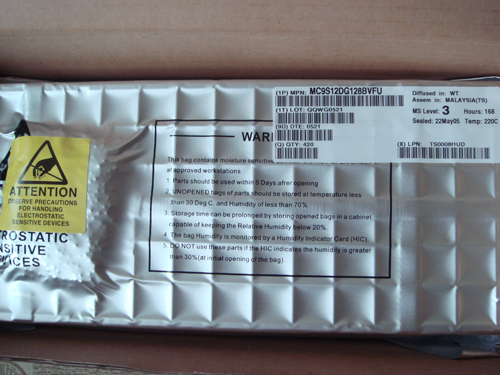 (1P) MPN: MC9S12DG128BVFU
(1T) LOT: QQWG0521
(9D) DTE: 0521
(Q) QTY: 420
Diffused in: WT
Assem in: MALAYSIA(TS)
MS Level: 3 Hours: 168
Sealed: 22May05 Temp: 220C
(X) LPN: TS0008H1UD
WAR
This bag contains moisture sensitive
at approved workstations
1. Parts should be used within 5 Days afrer opening
2. UNOPENED bags of parts should be stored at temperature less
than 30 Deg C. and Humidity of less than 70%.
3. Storage time can be prolonged by storing opened bags in a cabinet
capable of keeping the Relative Humidity below 20%.
4. The bag Humidity is monitored by a Humidity Indicator Card (HIC).
5. DO NOT use these parts if the HIC indicates the Humidity is greater
than 30%(at initial opening of the bag).
ATTENTION
OBSERVE PRECAUTIONS
FOR HANDLING
ELECTROSTATIC
SENSITIVE DEVICES
ROSTATIC
NSITIVE
ICES